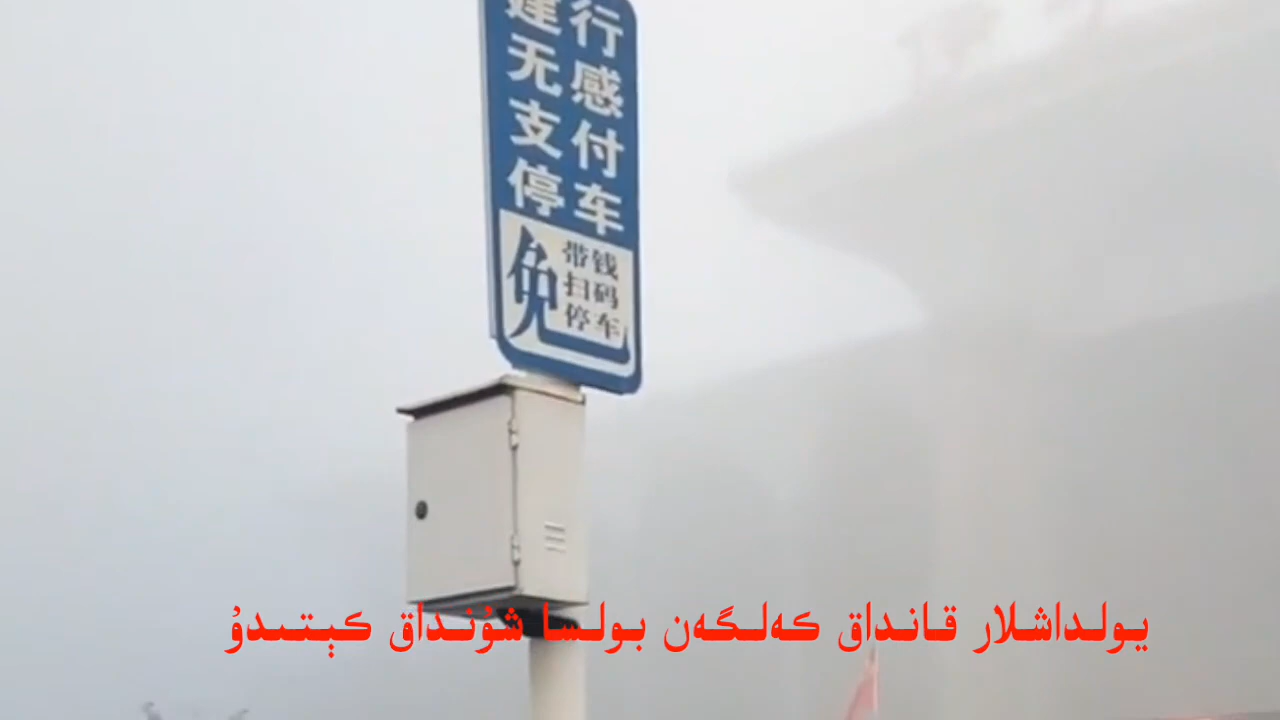 建行
无感
支付
停车
免
带钱
扫码
停车
يولداشلار قانداق كەلگەن بولسا شۇنداق كېتىدۇ